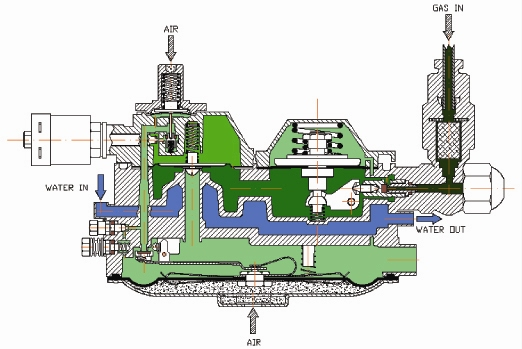 GAS IN
AIR
WATER IN
WATER OUT
AIR